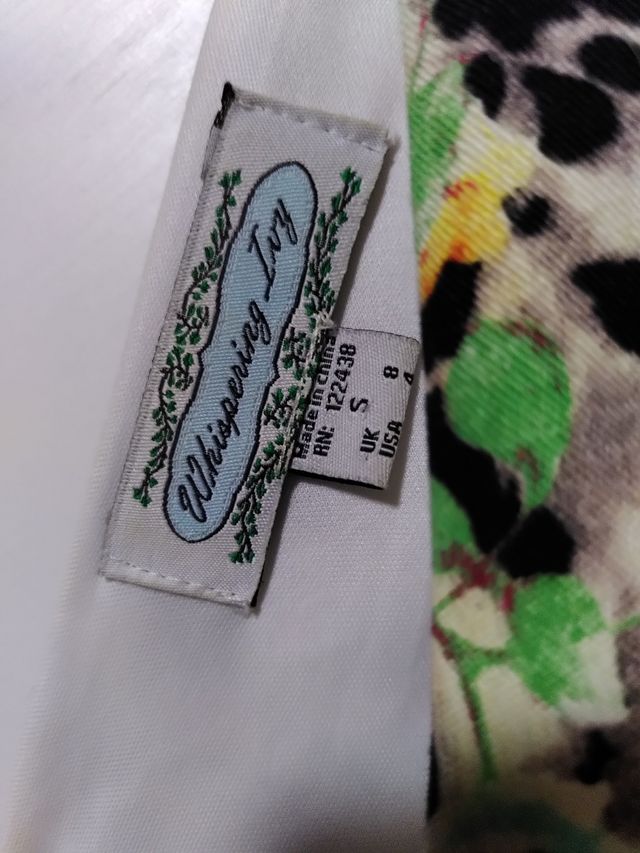 Whispering Ivy
Made in china
RN: 122438
S
UK 8
USA 4